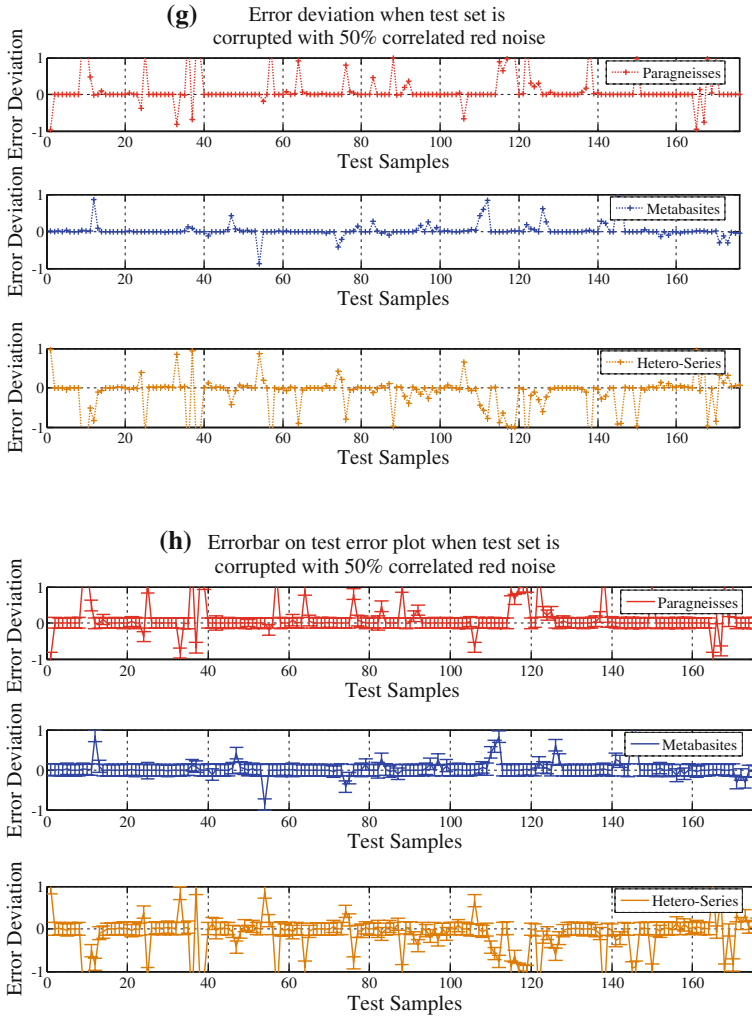 (g) Error deviation when test set is
corrupted with 50% correlated red noise
Error Deviation
1
0
-1
Paragneisses
0 20 40 60 80 100 120 140 160
Test Samples
Error Deviation
1
0
-1
Metabasites
0 20 40 60 80 100 120 140 160
Test Samples
Error Deviation
1
0
-1
Hetero-Series
0 20 40 60 80 100 120 140 160
Test Samples
(h) Errorbar on test error plot when test set is
corrupted with 50% correlated red noise
Error Deviation
1
0
-1
Paragneisses
0 20 40 60 80 100 120 140 160
Test Samples
Error Deviation
1
0
-1
Metabasites
0 20 40 60 80 100 120 140 160
Test Samples
Error Deviation
1
0
-1
Hetero-Series
0 20 40 60 80 100 120 140 160
Test Samples